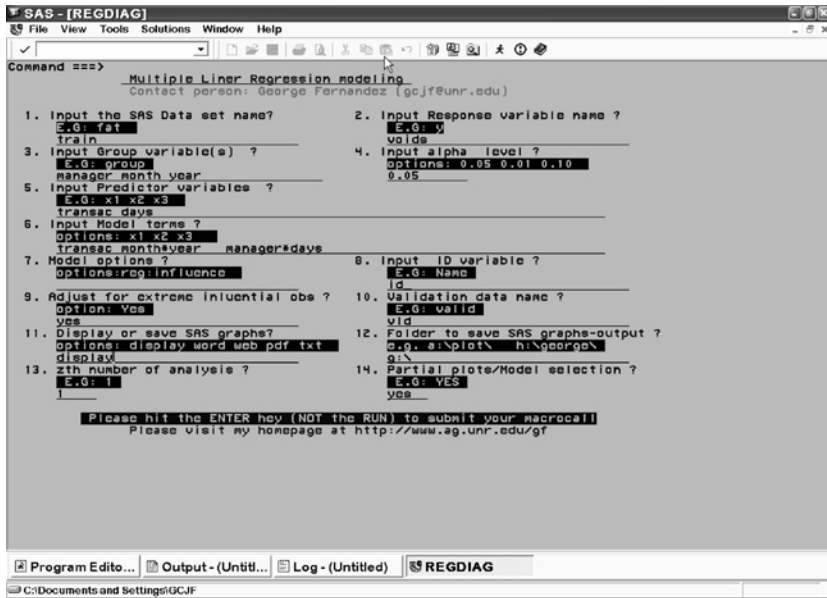 SAS - [REGDIAG]
File View Tools Solutions Window Help
Command ===>
Multiple Liner Regression modeling
Contact person: George Fernandez (gcjf@unr.edu)
1. Input the SAS Data set name? 2. Input Response variable name ?
E.G: fat E.G: y
train voids
3. Input Group variable(s) ? 4. Input alpha level ?
E.G: group options: 0.05 0.01 0.10
manager month year 0.05
5. Input Predictor variables ?
E.G: x1 x2 x3
transac days
6. Input Model terms ?
options: x1 x2 x3
transac month*year manager*days
7. Model options ? 8. Input ID variable ?
options:reg:influence E.G: Name
id
9. Adjust for extreme inluential obs ? 10. Validation data name ?
option: Yes E.G: valid
yes vld
11. Display or save SAS graphs? 12. Folder to save SAS graphs-output ?
options: display word web pdf txt e.g. a:\plot\ h:\george\
display g:\
13. zth number of analysis ? 14. Partial plots/Model selection ?
E.G: 1 E.G: YES
1 yes
Please hit the ENTER key (NOT the RUN) to submit your macrocall
Please visit my homepage at http://www.ag.unr.edu/gf
Program Edito... Output - (Untitl... Log - (Untitled) REGDIAG
C:\Documents and Settings\GCJF